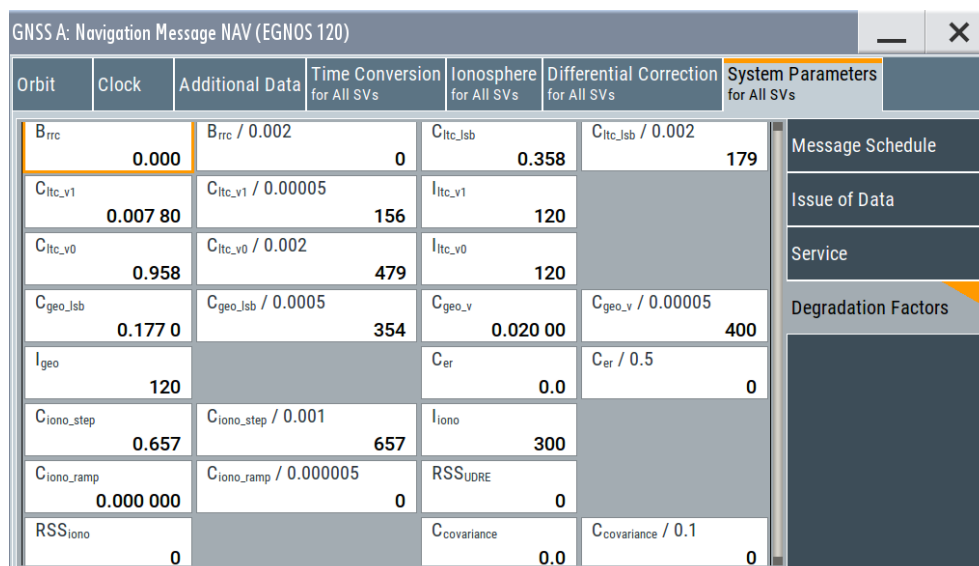 GNSS A: Navigation Message NAV (EGNOS 120)
Orbit
Clock
Additional Data
Time Conversion
for All SVs
Ionosphere
for All SVs
Differential Correction
for All SVs
System Parameters
for All SVs
Brrc
0.000
Brrc / 0.002
0
Cltc_lsb
0.358
Cltc_lsb / 0.002
179
Cltc_v1
0.007 80
Cltc_v1 / 0.00005
156
Iltc_v1
120
Cltc_v0
0.958
Cltc_v0 / 0.002
479
Iltc_v0
120
Cgeo_lsb
0.177 0
Cgeo_lsb / 0.0005
354
Cgeo_v
0.020 00
Cgeo_v / 0.00005
400
Igeo
120
Cer
0.0
Cer / 0.5
0
Ciono_step
0.657
Ciono_step / 0.001
657
Iiono
300
Ciono_ramp
0.000 000
Ciono_ramp / 0.000005
0
RSSUDRE
0
RSSiono
0
Ccovariance
0.0
Ccovariance / 0.1
0
Message Schedule
Issue of Data
Service
Degradation Factors